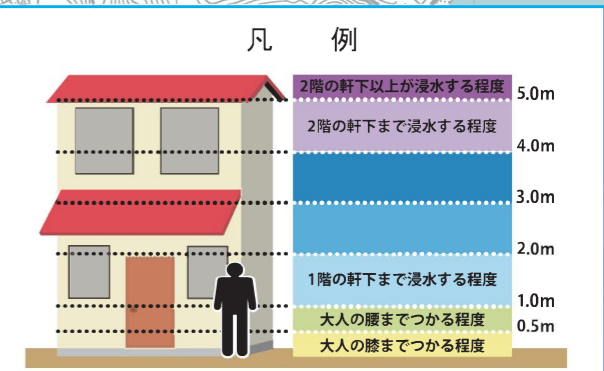 凡 例
2階の軒下以上が浸水する程度
5.0m
2階の軒下まで浸水する程度
4.0m
3.0m
2.0m
1階の軒下まで浸水する程度
1.0m
大人の腰までつかる程度
0.5m
大人の膝までつかる程度